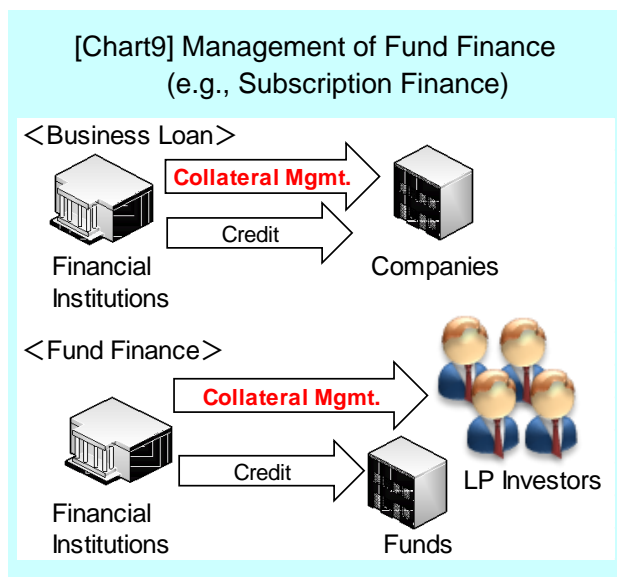 [Chart9] Management of Fund Finance
(e.g., Subscription Finance)
＜Business Loan＞
Collateral Mgmt.
Credit
Financial
Institutions
Companies
＜Fund Finance＞
Collateral Mgmt.
Credit
LP Investors
Financial
Institutions
Funds